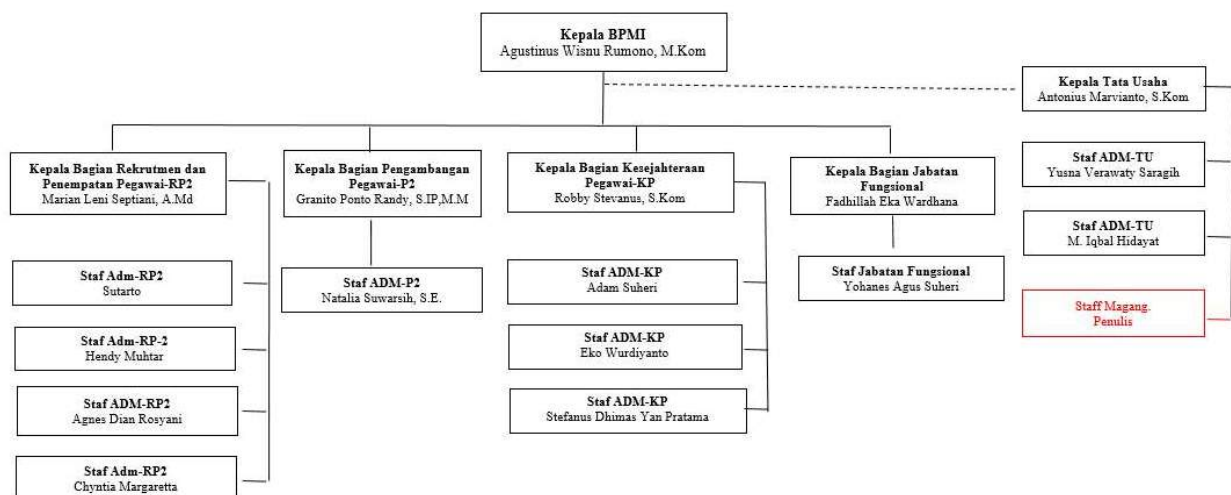 Kepala BPMI
Agustinus Wisnu Rumono, M.Kom
Kepala Tata Usaha
Antonius Marvianto, S.Kom
Kepala Bagian Rekrutmen dan
Penempatan Pegawai-RP2
Marian Leni Septiani, A.Md
Kepala Bagian Pengambangan
Pegawai-P2
Granito Ponto Randy, S.IP,M.M
Kepala Bagian Kesejahteraan
Pegawai-KP
Robby Stevanus, S.Kom
Kepala Bagian Jabatan
Fungsional
Fadhillah Eka Wardhana
Staf ADM-TU
Yusna Verawaty Saragih
Staf ADM-TU
M. Iqbal Hidayat
Staf Adm-RP2
Sutarto
Staf ADM-P2
Natalia Suwarsih, S.E.
Staf ADM-KP
Adam Suheri
Staf Jabatan Fungsional
Yohanes Agus Suheri
Staff Magang.
Penulis
Staf Adm-RP-2
Hendy Muhtar
Staf ADM-KP
Eko Wurdiyanto
Staf ADM-RP2
Agnes Dian Rosyani
Staf ADM-KP
Stefanus Dhimas Yan Pratama
Staf Adm-RP2
Chyntia Margaretta